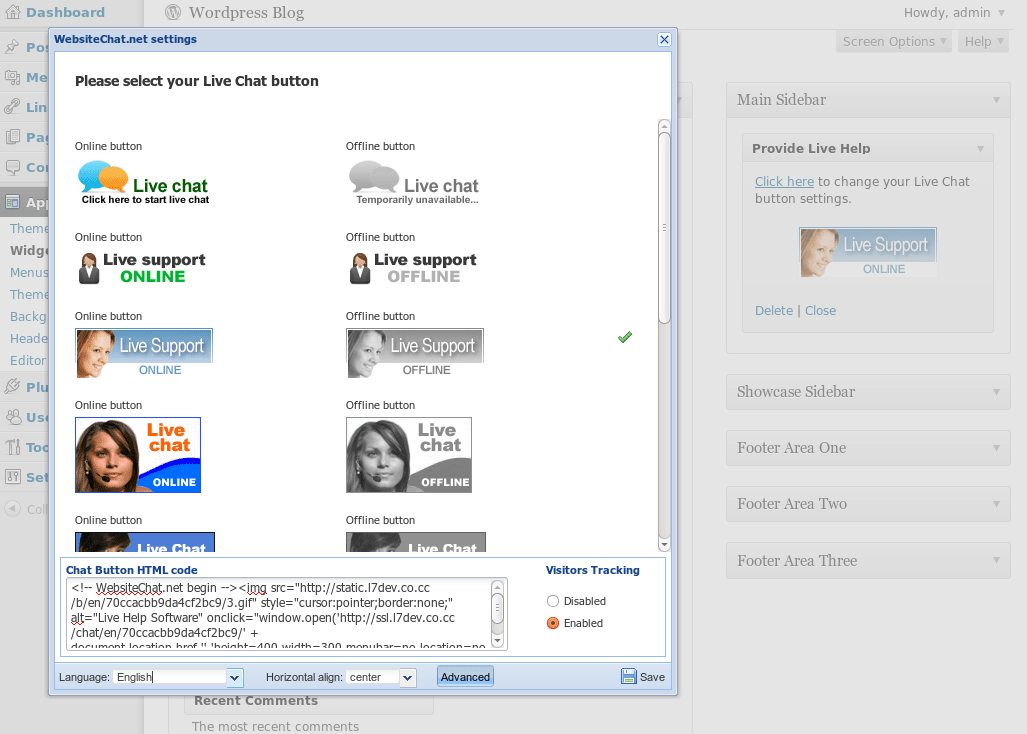 Dashboard
Wordpress Blog
Howdy, admin
Screen Options
Help
WebsiteChat.net settings
Please select your Live Chat button
Online button
Offline button
Live chat
Click here to start live chat
Live chat
Temporarily unavailable...
Online button
Offline button
Live support
ONLINE
Live support
OFFLINE
Online button
Offline button
Live Support
ONLINE
Live Support
OFFLINE
Online button
Offline button
Live
chat
ONLINE
Live
chat
OFFLINE
Online button
Offline button
Live Chat
Live Chat
Chat Button HTML code
<!-- WebsiteChat.net begin --><img src="http://static.l7dev.co.cc
/b/en/70ccacbb9da4cf2bc9/3.gif" style="cursor:pointer;border:none;"
alt="Live Help Software" onclick="window.open('http://ssl.l7dev.co.cc
/chat/en/70ccacbb9da4cf2bc9/' +
document.location.href,'','height=400,width=300,menubar=no,location=no
Visitors Tracking
Disabled
Enabled
Language: English
Horizontal align: center
Advanced
Save
Pos
Me
Lin
Pag
Co
App
Theme
Widge
Menus
Theme
Backg
Heade
Editor
Plu
Use
Too
Set
Coll
Main Sidebar
Provide Live Help
Click here to change your Live Chat
button settings.
Live Support
ONLINE
Delete | Close
Showcase Sidebar
Footer Area One
Footer Area Two
Footer Area Three
Recent Comments
The most recent comments